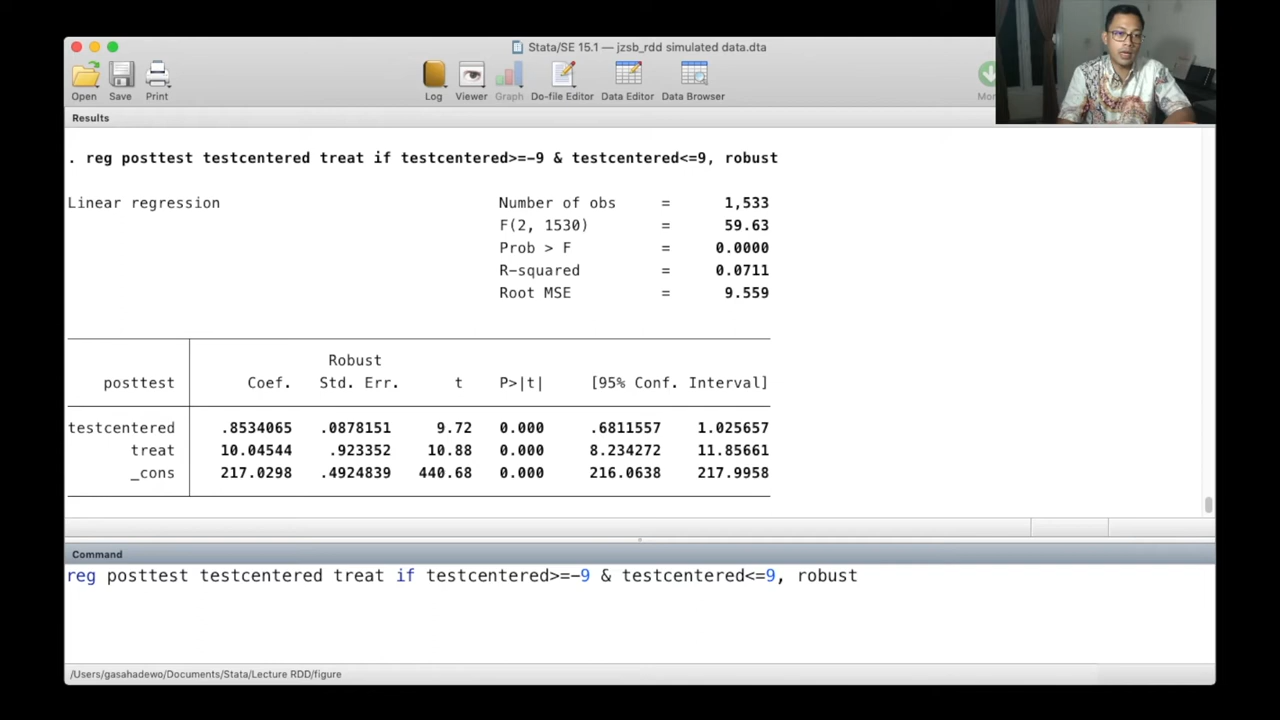 Stata/SE 15.1 — jzsb_rdd simulated data.dta
Open Save Print Log Viewer Graph Do-file Editor Data Editor Data Browser
Results
. reg posttest testcentered treat if testcentered>=-9 & testcentered<=9, robust
Linear regression Number of obs = 1,533
F(2, 1530) = 59.63
Prob > F = 0.0000
R-squared = 0.0711
Root MSE = 9.559
Robust
posttest Coef. Std. Err. t P>|t| [95% Conf. Interval]
testcentered .8534065 .0878151 9.72 0.000 .6811557 1.025657
treat 10.04544 .923352 10.88 0.000 8.234272 11.85661
_cons 217.0298 .4924839 440.68 0.000 216.0638 217.9958
Command
reg posttest testcentered treat if testcentered>=-9 & testcentered<=9, robust
/Users/gasahadewo/Documents/Stata/Lecture RDD/figure